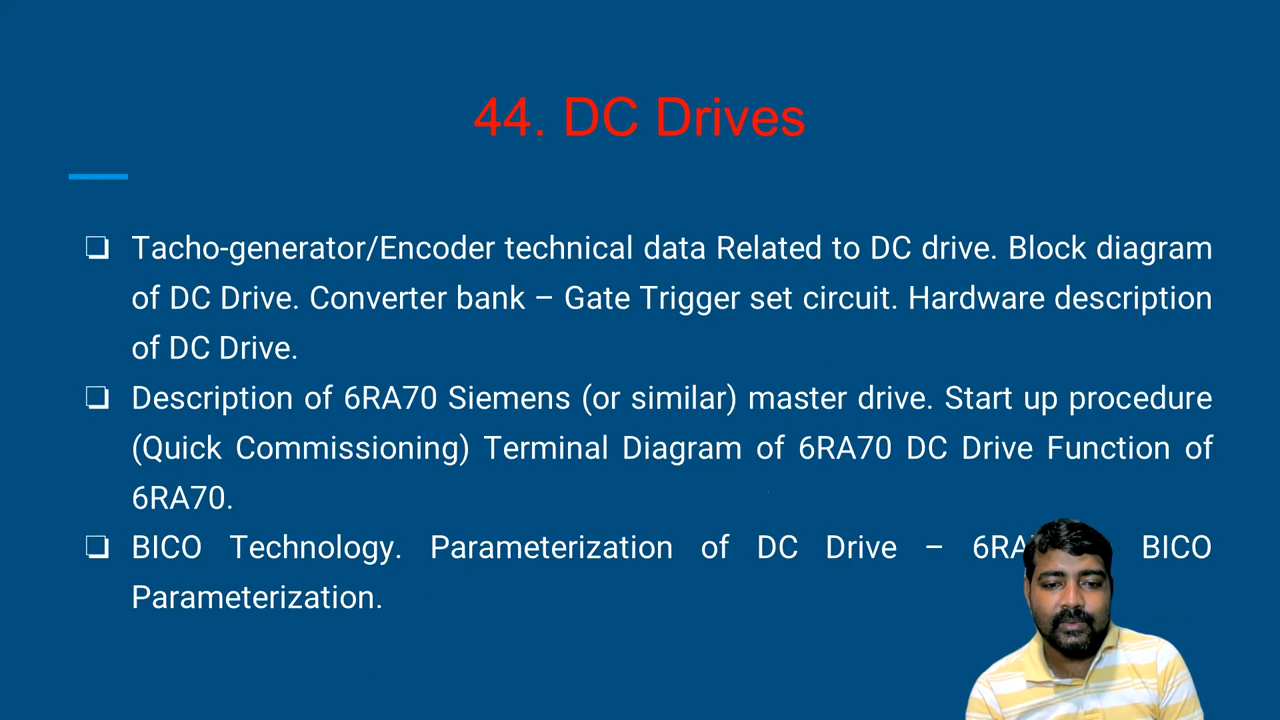 44. DC Drives
❏ Tacho-generator/Encoder technical data Related to DC drive. Block diagram
of DC Drive. Converter bank – Gate Trigger set circuit. Hardware description
of DC Drive.
❏ Description of 6RA70 Siemens (or similar) master drive. Start up procedure
(Quick Commissioning) Terminal Diagram of 6RA70 DC Drive Function of
6RA70.
❏ BICO Technology. Parameterization of DC Drive – BICO
Parameterization.